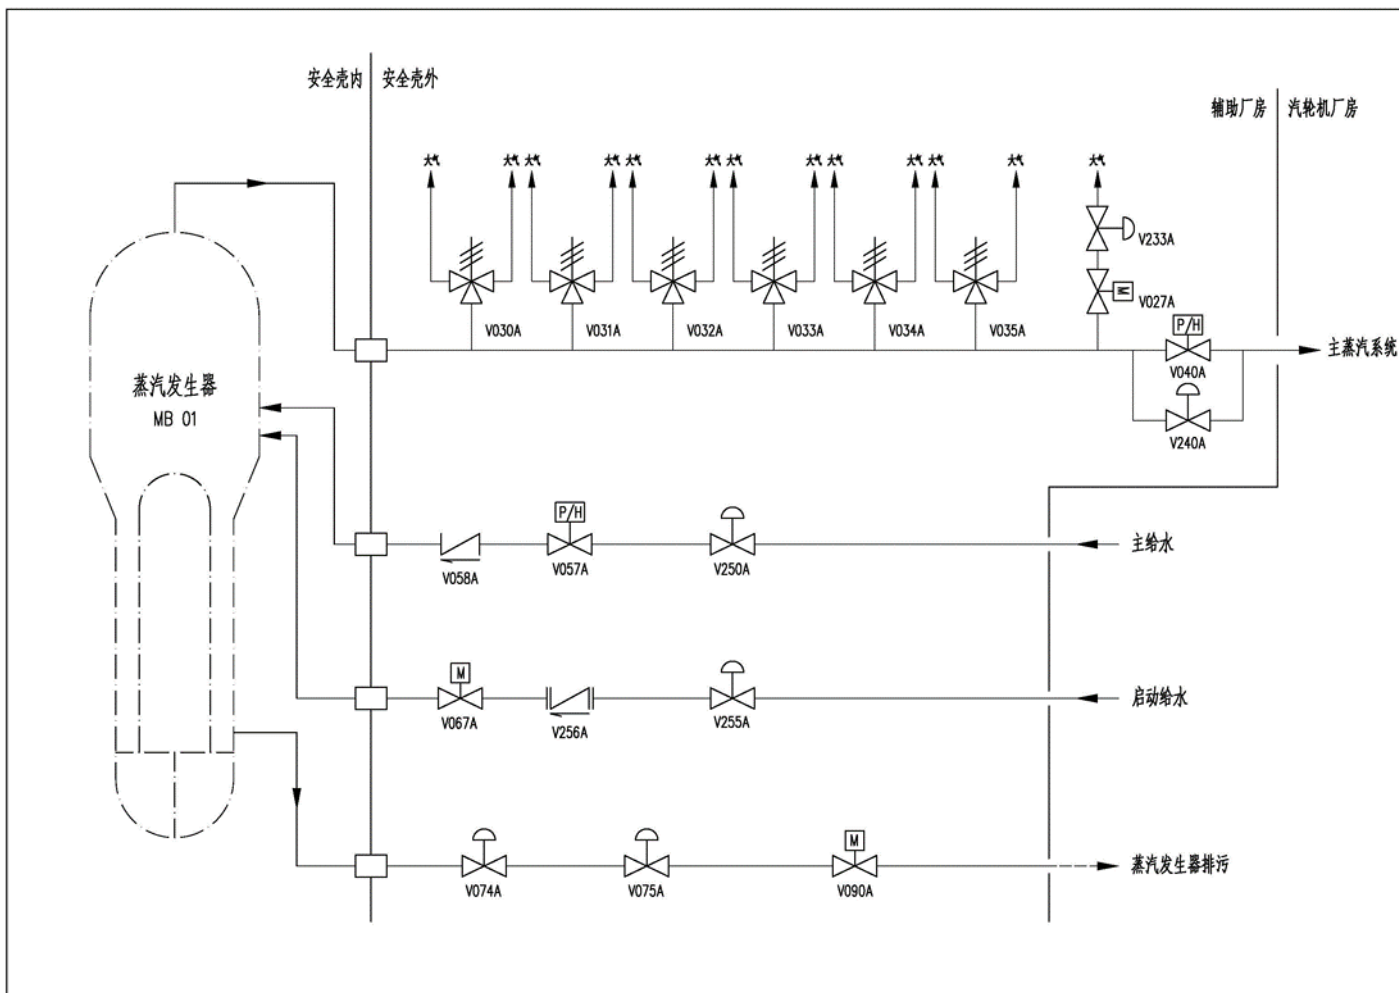 安全壳内
安全壳外
辅助厂房
汽轮机厂房
大气
大气
大气
大气
大气
大气
大气
大气
大气
大气
大气
大气
大气
V233A
M
V027A
V030A
V031A
V032A
V033A
V034A
V035A
P/H
V040A
主蒸汽系统
V240A
蒸汽发生器
MB 01
P/H
V058A
V057A
V250A
主给水
M
V067A
V256A
V255A
启动给水
M
V074A
V075A
V090A
蒸汽发生器排污